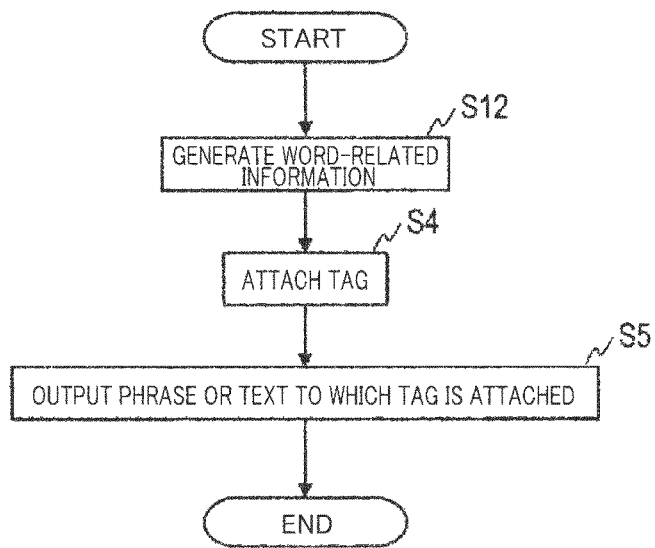 START
S12
GENERATE WORD-RELATED
INFORMATION
S4
ATTACH TAG
S5
OUTPUT PHRASE OR TEXT TO WHICH TAG IS ATTACHED
END